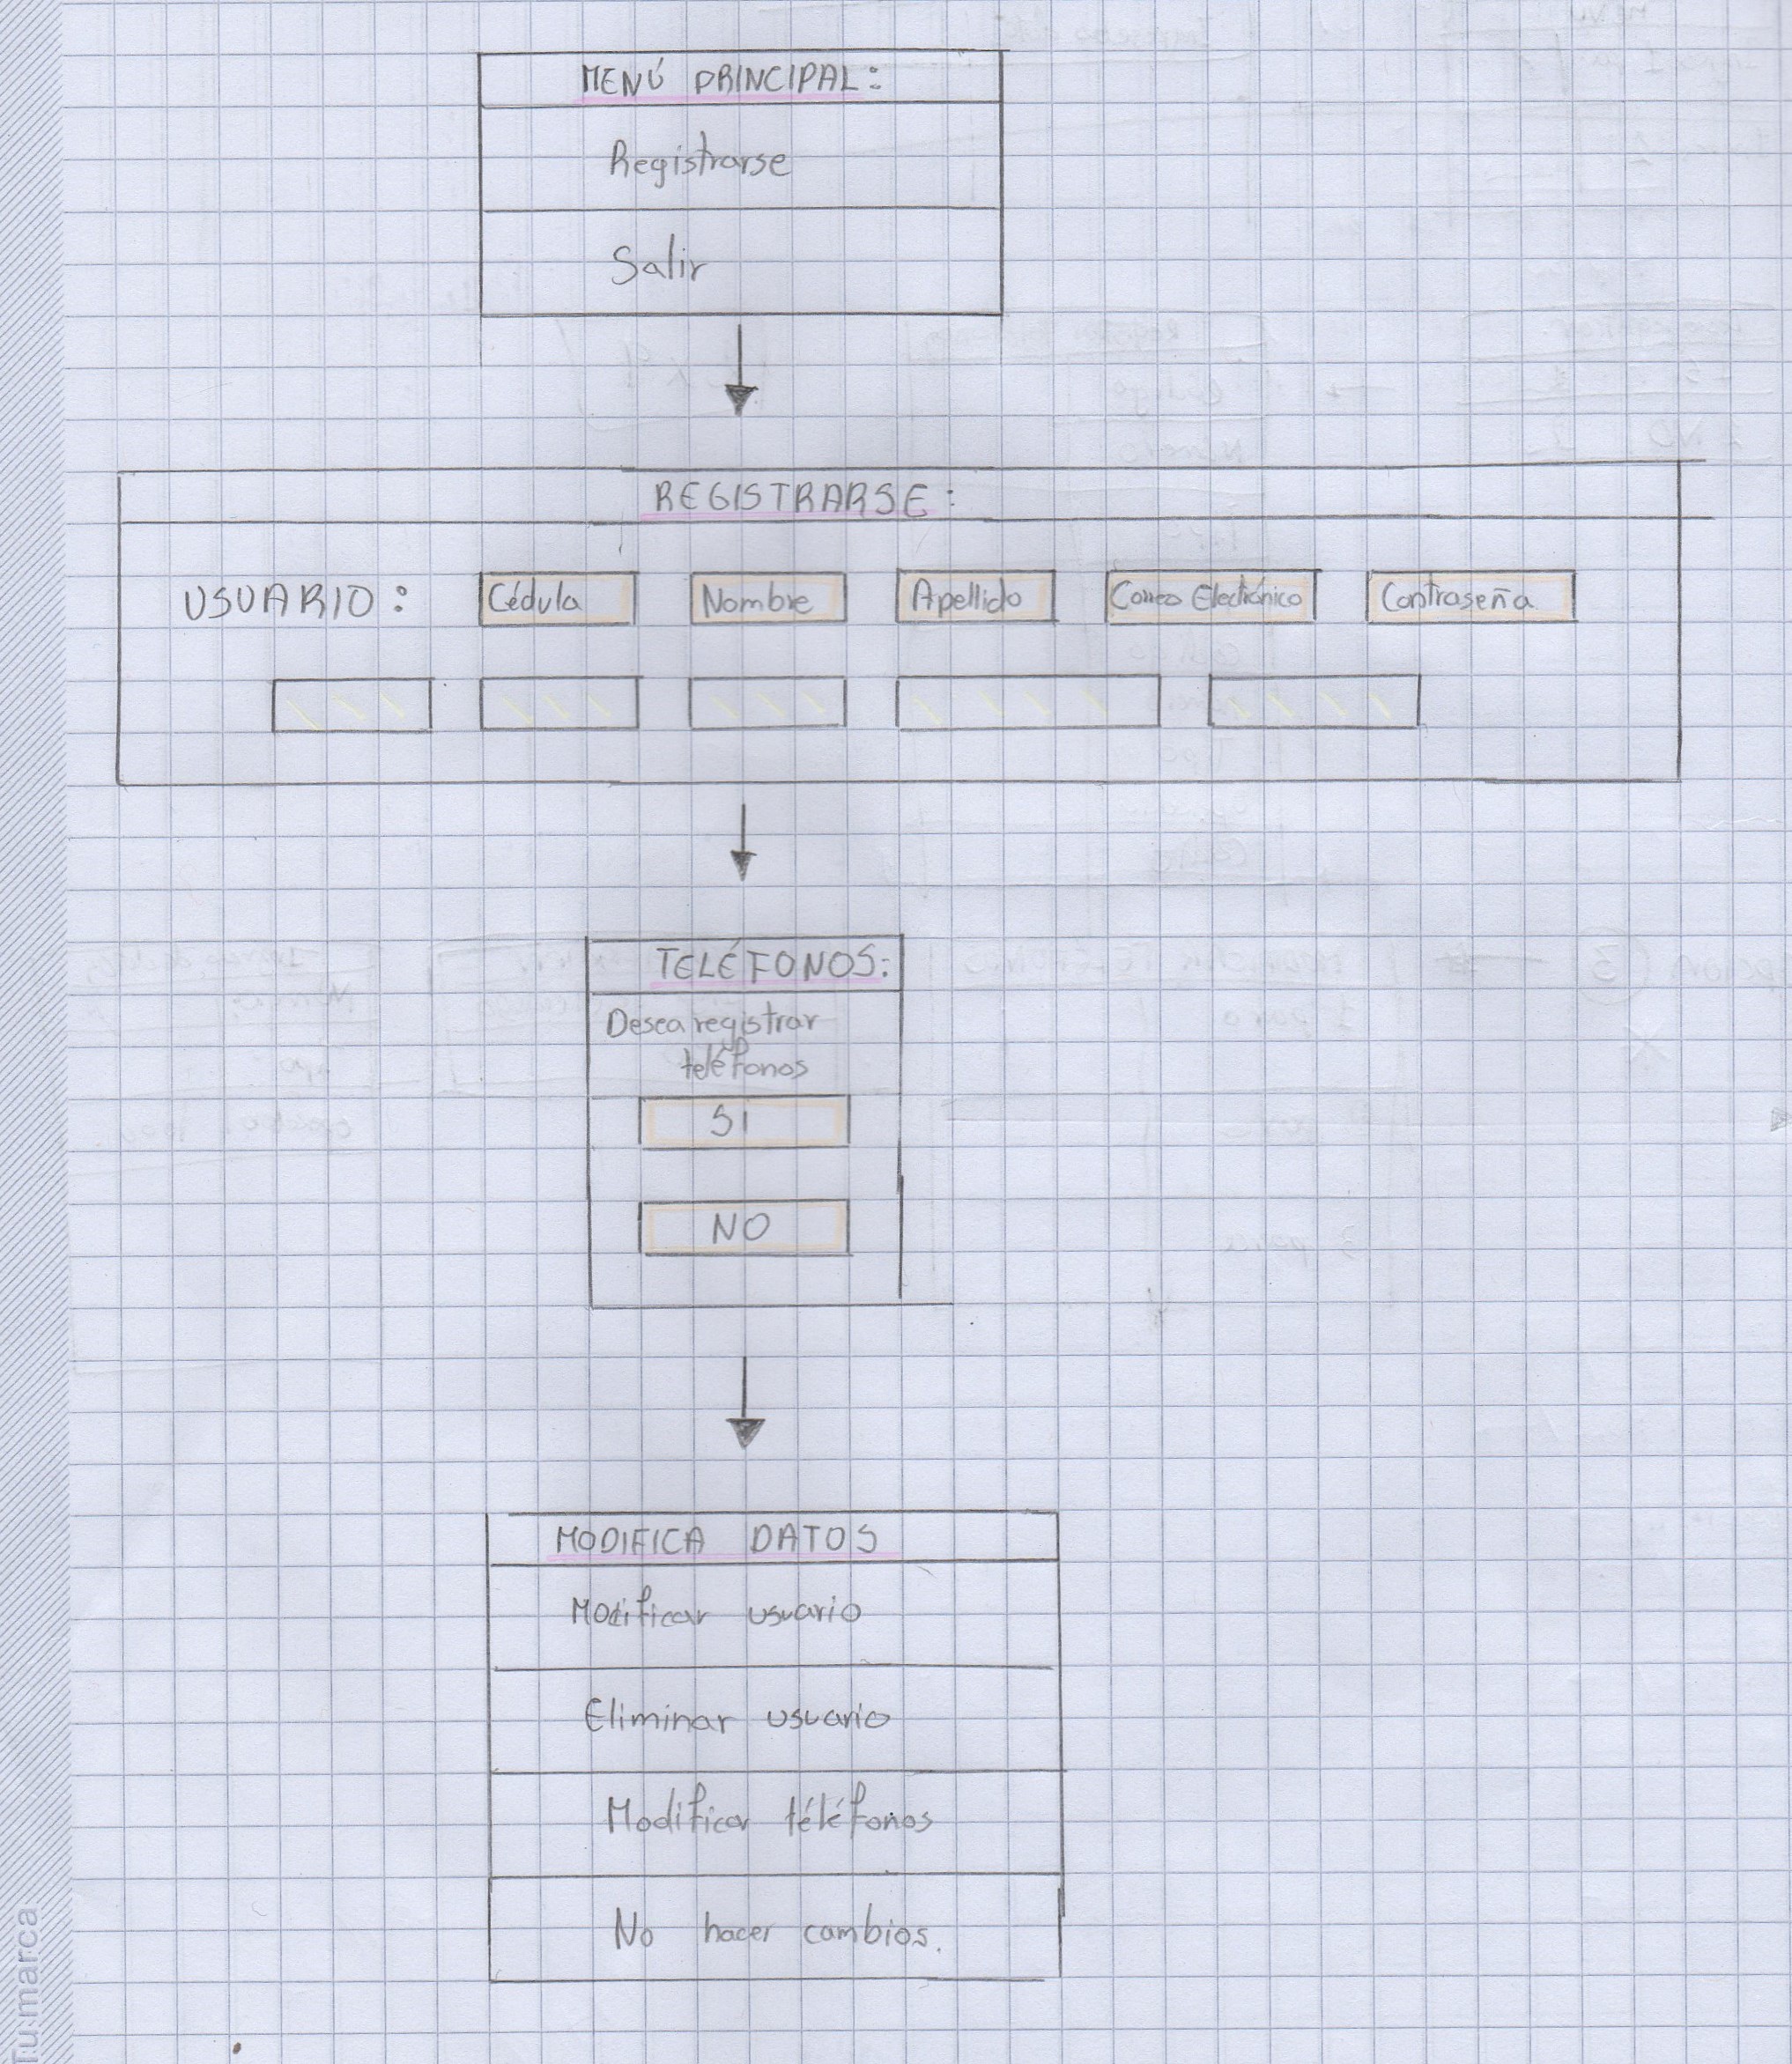 MENÚ PRINCIPAL:
Registrarse
Salir
REGISTRARSE:
USUARIO: Cédula Nombre Apellido Correo Electrónico Contraseña
TELÉFONOS:
Desea registrar
teléfonos
SI
NO
MODIFICA DATOS
Modificar usuario
Eliminar usuario
Modificar téléfonos
No hacer cambios.
Tu marca